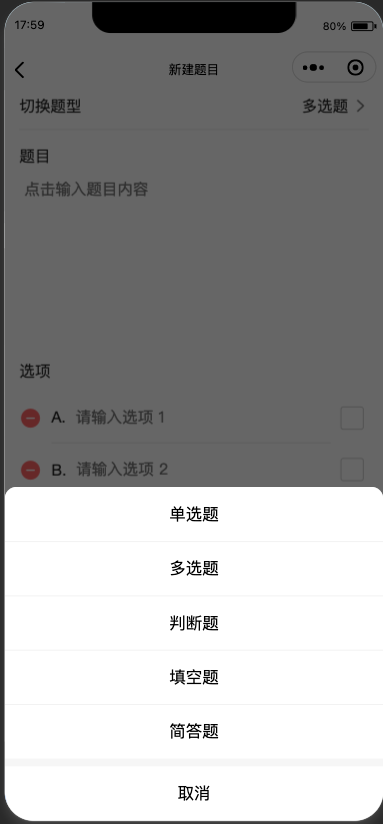 17:59
80%
新建题目
切换题型 多选题
题目
点击输入题目内容
选项
A. 请输入选项 1
B. 请输入选项 2
单选题
多选题
判断题
填空题
简答题
取消